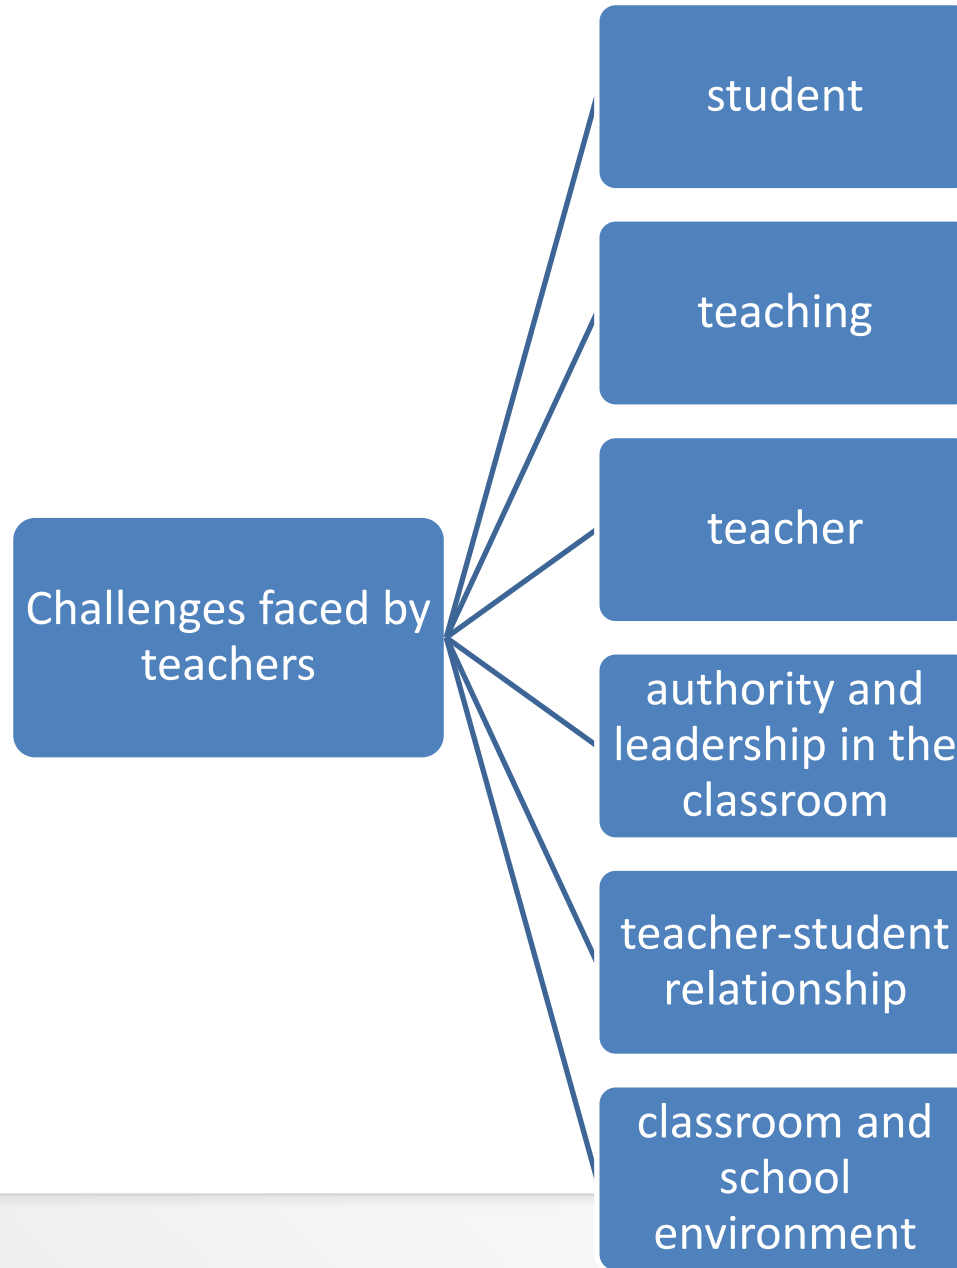 student
teaching
teacher
Challenges faced by
teachers
authority and
leadership in the
classroom
teacher-student
relationship
classroom and
school
environment